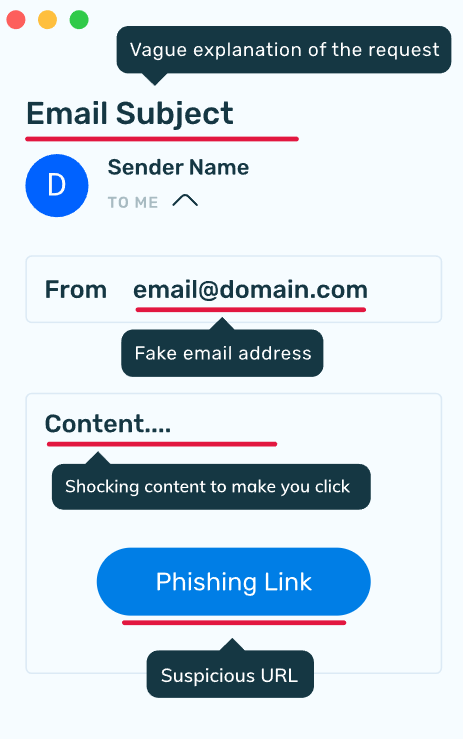 Vague explanation of the request
Email Subject
D
Sender Name
TO ME
From email@domain.com
Fake email address
Content....
Shocking content to make you click
Phishing Link
Suspicious URL